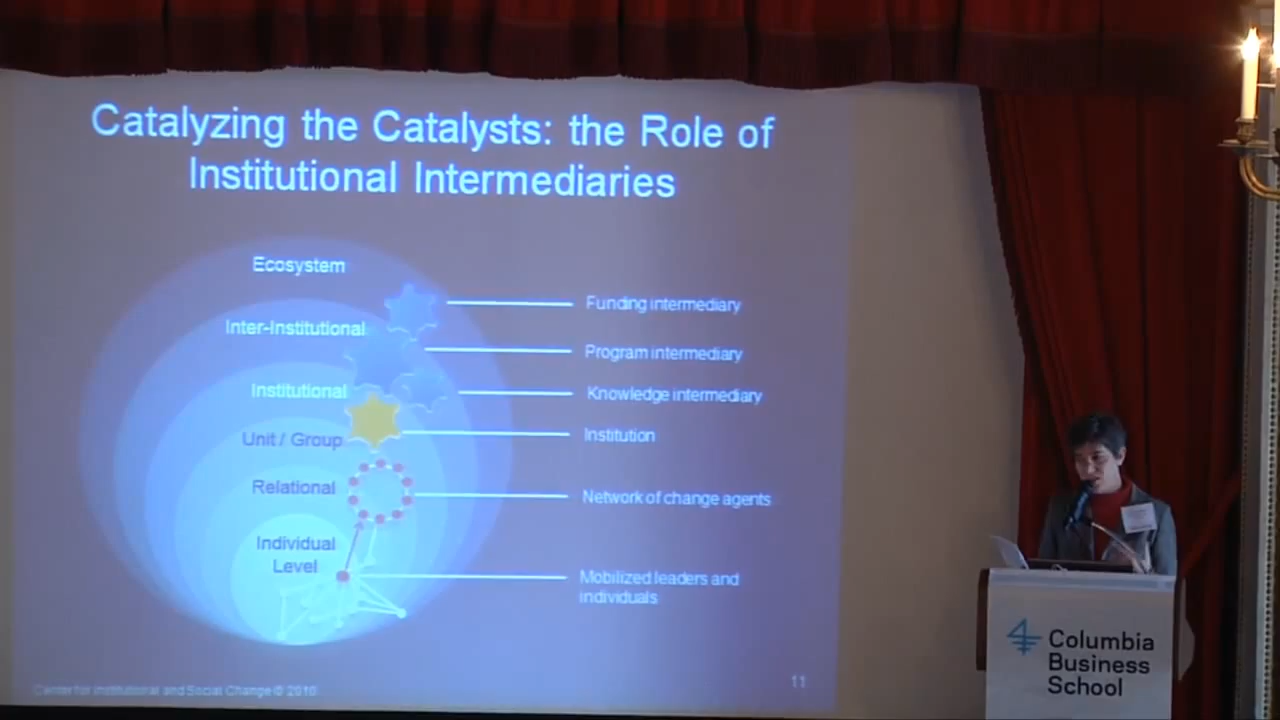 Catalyzing the Catalysts: the Role of
Institutional Intermediaries
Ecosystem
Inter-Institutional
Institutional
Unit / Group
Relational
Individual
Level
Funding intermediary
Program intermediary
Knowledge intermediary
Institution
Network of change agents
Mobilized leaders and
individuals
Center for Institutional and Social Change © 2010
11
Columbia
Business
School